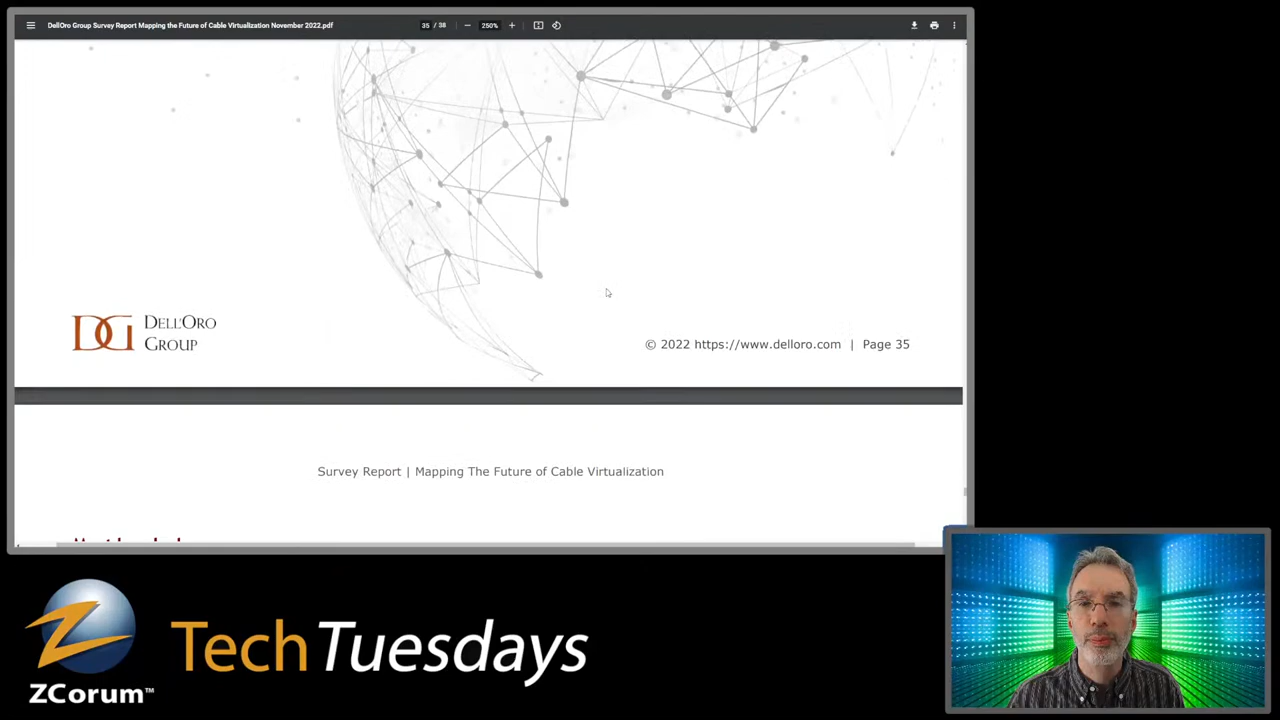 DellOro Group Survey Report Mapping the Future of Cable Virtualization November 2022.pdf
35 / 38
250%
DG DELL'ORO
GROUP
© 2022 https://www.delloro.com | Page 35
Survey Report | Mapping The Future of Cable Virtualization
ZCorum™
TechTuesdays